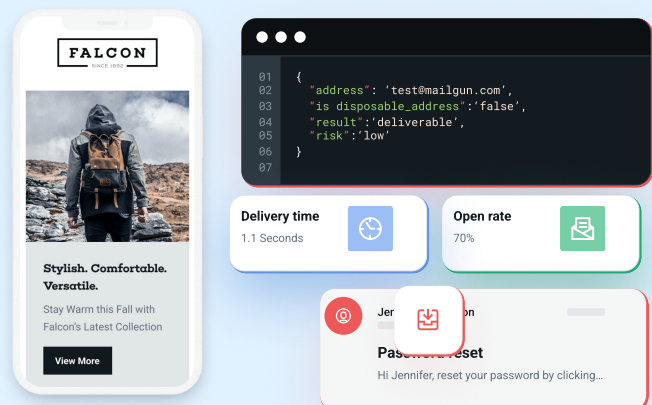 FALCON
SINCE 1892
Stylish. Comfortable.
Versatile.
Stay Warm this Fall with
Falcon's Latest Collection
View More
01 {
02 "address": 'test@mailgun.com',
03 "is disposable_address":'false',
04 "result":'deliverable',
05 "risk":'low'
06 }
07
Delivery time
1.1 Seconds
Open rate
70%
Hi Jennifer, reset your password by clicking...